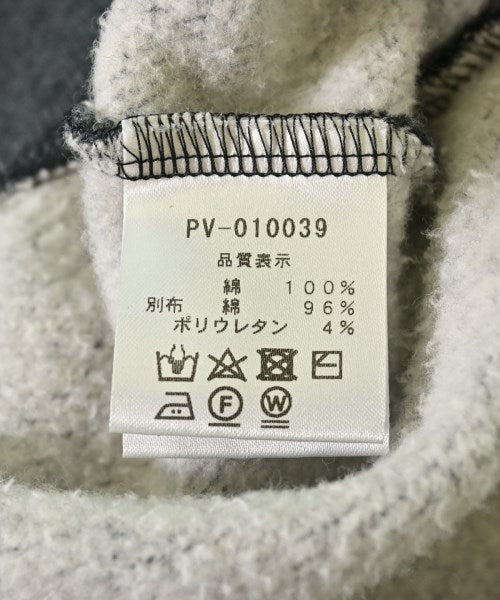 PV-010039
品質表示
綿 100%
別布 綿 96%
ポリウレタン 4%
F W